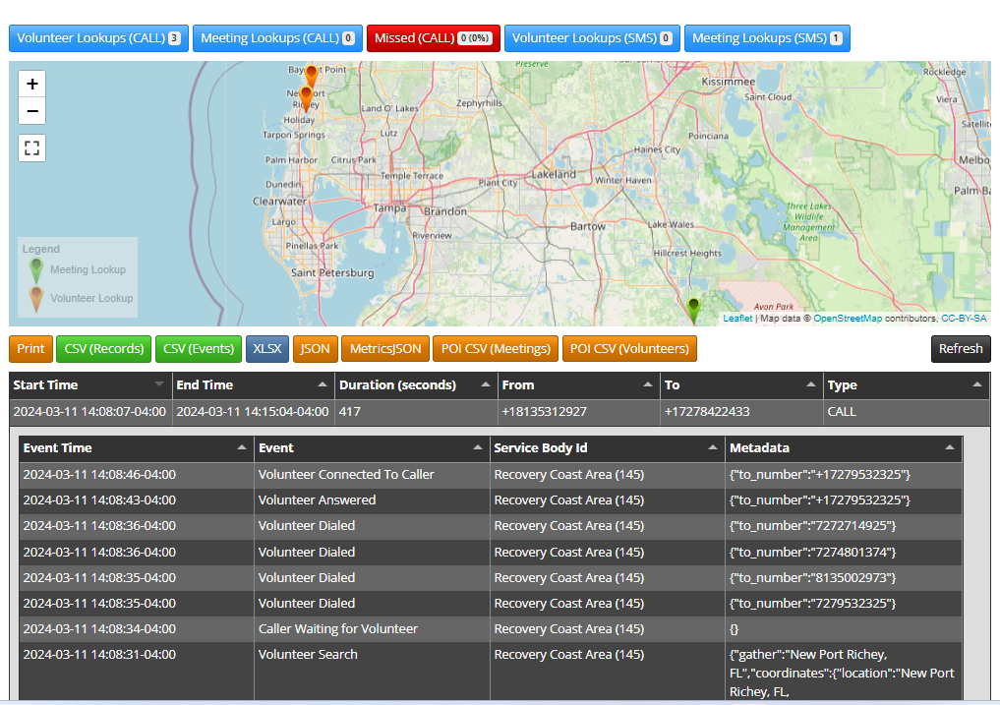 Volunteer Lookups (CALL) 3 Meeting Lookups (CALL) 0 Missed (CALL) 0 (0%) Volunteer Lookups (SMS) 0 Meeting Lookups (SMS) 1
+
−
Preserve
Kissimmee
Rockledge
Saint Cloud
Viera
Land O' Lakes
Zephyrhills
Holiday
Tarpon Springs
Lutz
Poinciana
Palm Harbor
Citrus Park
Haines City
Temple Terrace
Plant City
Lakeland
Winter Haven
Dunedin
Clearwater
Tampa
Brandon
Three Lakes
Wildlife
Management
Area
Largo
Riverview
Bartow
Lake Wales
Pinellas Park
Hillcrest Heights
Saint Petersburg
Avon Park
Legend
Meeting Lookup
Volunteer Lookup
Leaflet | Map data © OpenStreetMap contributors, CC-BY-SA
Print CSV (Records) CSV (Events) XLSX JSON MetricsJSON POI CSV (Meetings) POI CSV (Volunteers) Refresh
Start Time End Time Duration (seconds) From To Type
2024-03-11 14:08:07-04:00 2024-03-11 14:15:04-04:00 417 +18135312927 +17278422433 CALL
Event Time Event Service Body Id Metadata
2024-03-11 14:08:46-04:00 Volunteer Connected To Caller Recovery Coast Area (145) {"to_number":"+17279532325"}
2024-03-11 14:08:43-04:00 Volunteer Answered Recovery Coast Area (145) {"to_number":"+17279532325"}
2024-03-11 14:08:36-04:00 Volunteer Dialed Recovery Coast Area (145) {"to_number":"7272714925"}
2024-03-11 14:08:36-04:00 Volunteer Dialed Recovery Coast Area (145) {"to_number":"7274801374"}
2024-03-11 14:08:35-04:00 Volunteer Dialed Recovery Coast Area (145) {"to_number":"8135002973"}
2024-03-11 14:08:35-04:00 Volunteer Dialed Recovery Coast Area (145) {"to_number":"7279532325"}
2024-03-11 14:08:34-04:00 Caller Waiting for Volunteer Recovery Coast Area (145) {}
2024-03-11 14:08:31-04:00 Volunteer Search Recovery Coast Area (145) {"gather":"New Port Richey,
FL","coordinates":{"location":"New Port
Richey, FL,